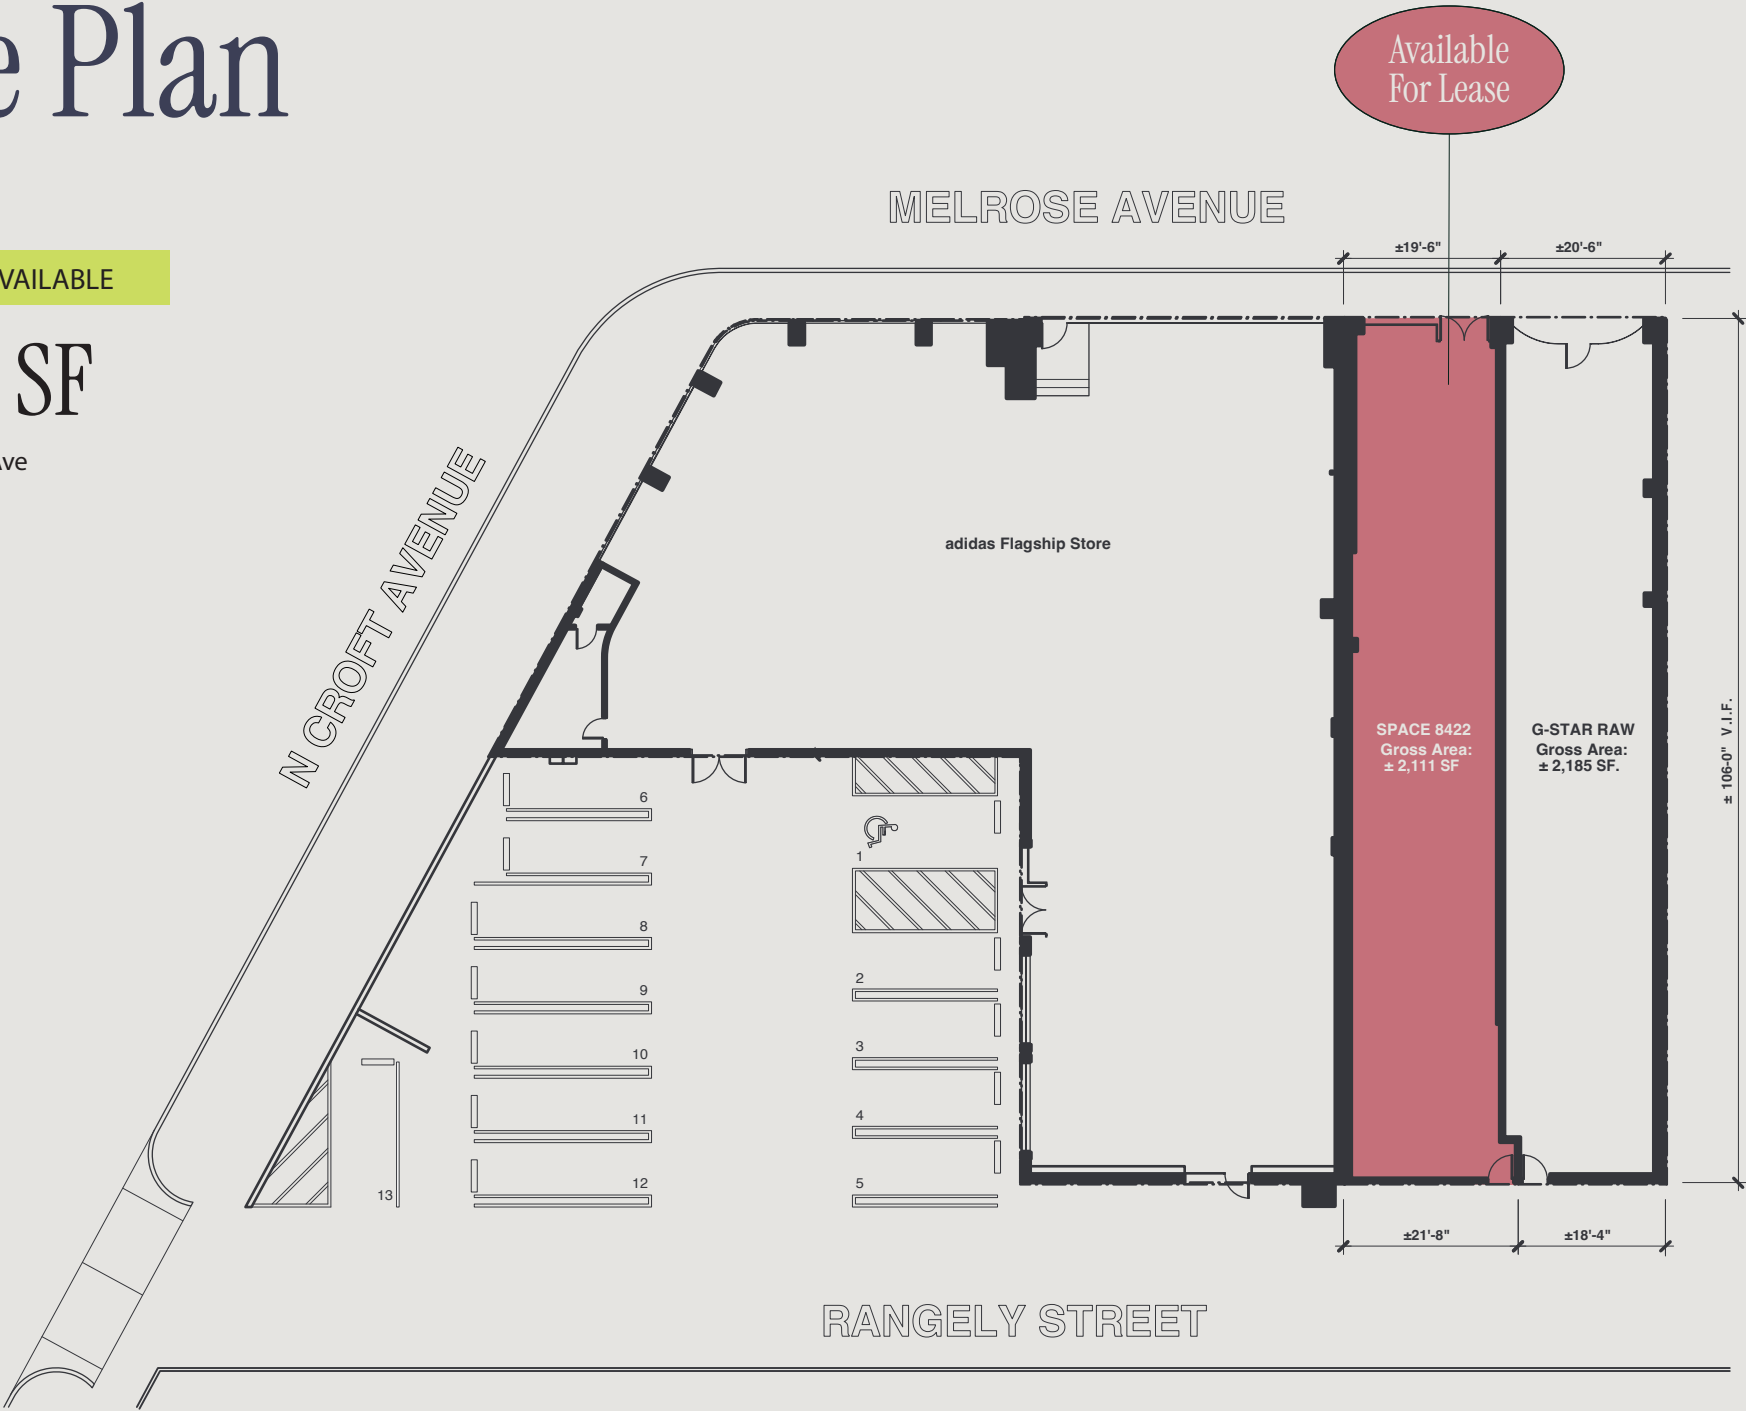 e Plan
Available
For Lease
MELROSE AVENUE
±19'-6"
±20'-6"
VAILABLE
SF
Ave
N CROFT AVENUE
adidas Flagship Store
SPACE 8422
Gross Area:
± 2,111 SF
G-STAR RAW
Gross Area:
± 2,185 SF.
± 106-0" V.I.F.
6
7
8
9
10
11
12
13
1
2
3
4
5
±21'-8"
±18'-4"
RANGELY STREET